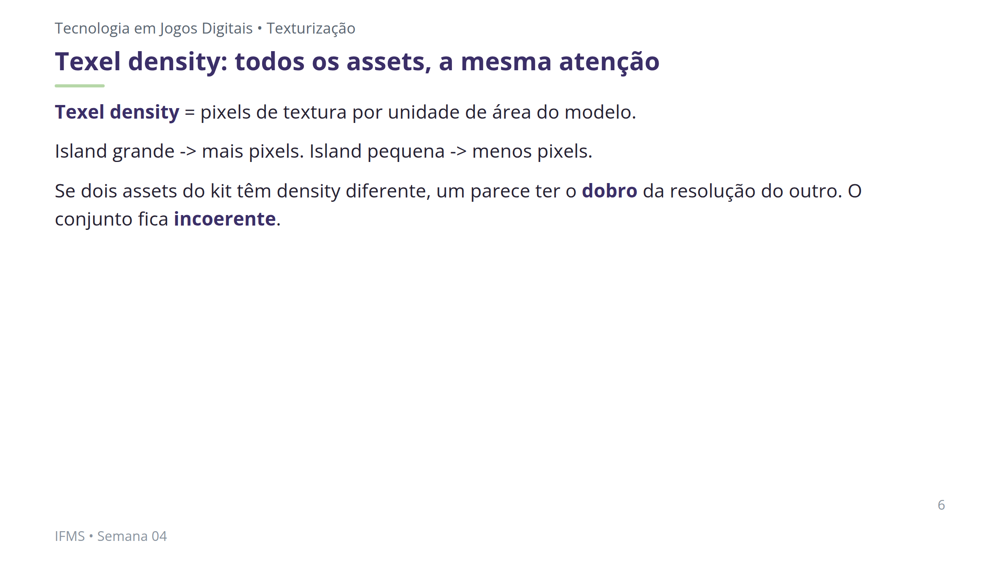 Tecnologia em Jogos Digitais • Texturização
Texel density: todos os assets, a mesma atenção
Texel density = pixels de textura por unidade de área do modelo.
Island grande -> mais pixels. Island pequena -> menos pixels.
Se dois assets do kit têm density diferente, um parece ter o dobro da resolução do outro. O
conjunto fica incoerente.
6
IFMS • Semana 04